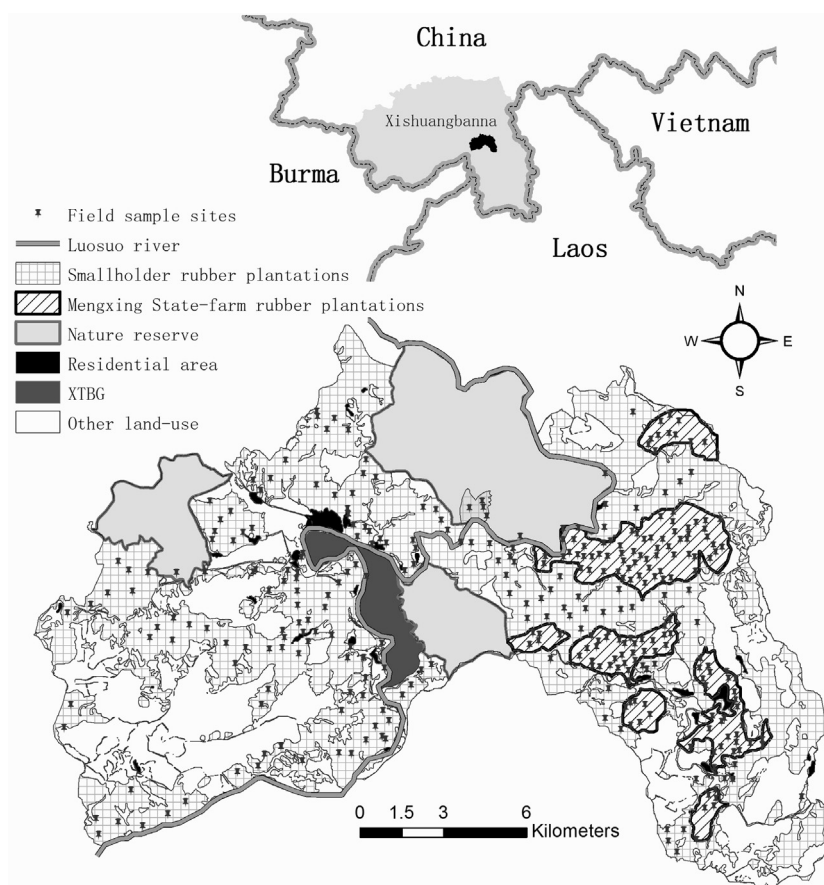 China
Xishuangbanna
Vietnam
Burma
Laos
Field sample sites
Luosuo river
Smallholder rubber plantations
Mengxing State-farm rubber plantations
Nature reserve
Residential area
XTBG
Other land-use
N
W E
S
0 1.5 3 6
Kilometers